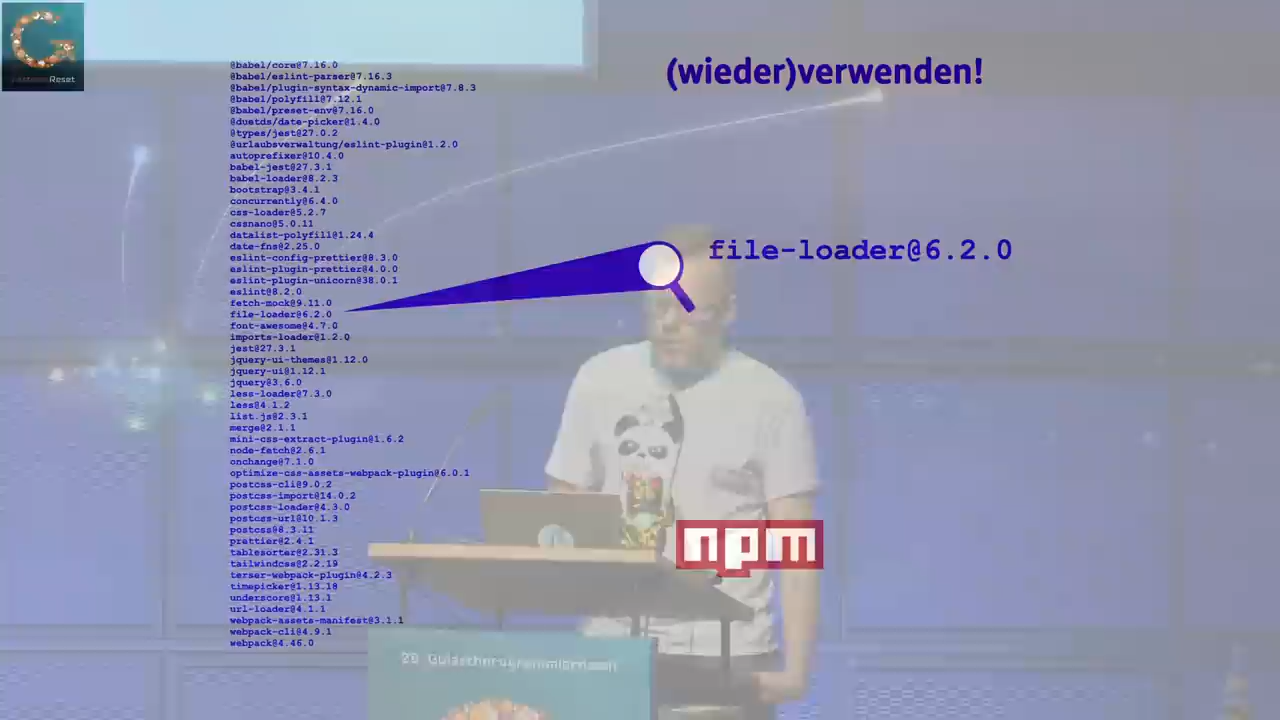 Reset
(wieder)verwenden!
@babel/core@7.16.0
@babel/eslint-parser@7.16.3
@babel/plugin-syntax-dynamic-import@7.8.3
@babel/polyfill@7.12.1
@babel/preset-env@7.16.0
@duetds/date-picker@1.4.0
@types/jest@27.0.2
@urlaubsverwaltung/eslint-plugin@1.2.0
autoprefixer@10.4.0
babel-jest@27.3.1
babel-loader@8.2.3
bootstrap@3.4.1
concurrently@6.4.0
css-loader@5.2.7
cssnano@5.0.11
datalist-polyfill@1.24.4
date-fns@2.25.0
eslint-config-prettier@8.3.0
eslint-plugin-prettier@4.0.0
eslint-plugin-unicorn@38.0.1
eslint@8.2.0
fetch-mock@9.11.0
file-loader@6.2.0
font-awesome@4.7.0
imports-loader@1.2.0
jest@27.3.1
jquery-ui-themes@1.12.0
jquery-ui@1.12.1
jquery@3.6.0
less-loader@7.3.0
less@4.1.2
list.js@2.3.1
merge@2.1.1
mini-css-extract-plugin@1.6.2
node-fetch@2.6.1
onchange@7.1.0
optimize-css-assets-webpack-plugin@6.0.1
postcss-cli@9.0.2
postcss-import@14.0.2
postcss-loader@4.3.0
postcss-url@10.1.3
postcss@8.3.11
prettier@2.4.1
tablesorter@2.31.3
tailwindcss@2.2.19
terser-webpack-plugin@4.2.3
timepicker@1.13.18
underscore@1.13.1
url-loader@4.1.1
webpack-assets-manifest@3.1.1
webpack-cli@4.9.1
webpack@4.46.0
file-loader@6.2.0
npm
20 Gulaschprogrammiernacht